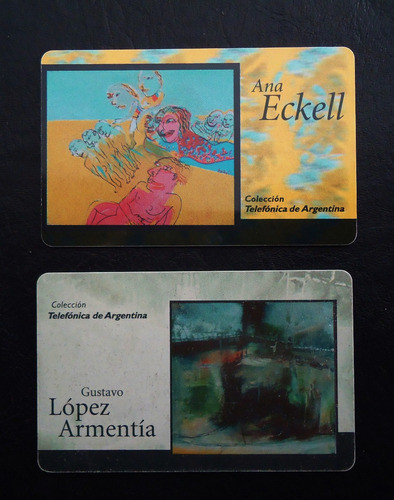 Ana
Eckell
Colección
Telefónica de Argentina
Colección
Telefónica de Argentina
Gustavo
López
Armentía